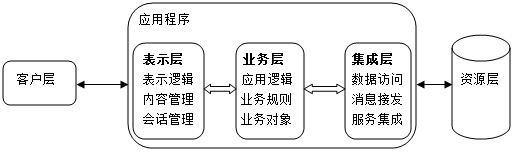 应用程序
客户层
表示层
表示逻辑
内容管理
会话管理
业务层
应用逻辑
业务规则
业务对象
集成层
数据访问
消息接发
服务集成
资源层